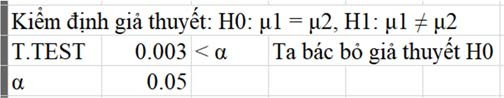 Kiểm định giả thuyết: H0: μ1 = μ2, H1: μ1 ≠ μ2
T.TEST 0.003 < α Ta bác bỏ giả thuyết H0
α 0.05